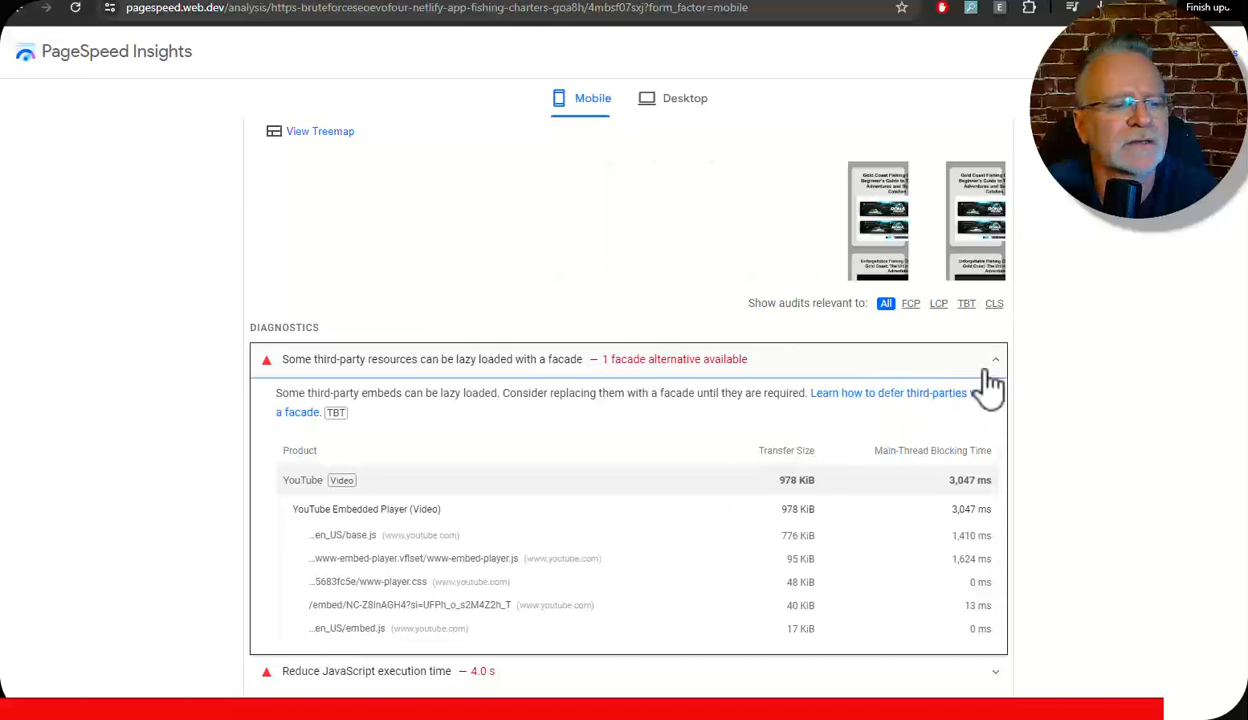 pagespeed.web.dev/analysis/https-bruteforceseoevofour-netlify-app-fishing-charters-goa8h/4mbsf07sxj?form_factor=mobile
Finish up
PageSpeed Insights
Mobile
Desktop
View Treemap
Show audits relevant to: All FCP LCP TBT CLS
DIAGNOSTICS
Some third-party resources can be lazy loaded with a facade — 1 facade alternative available
Some third-party embeds can be lazy loaded. Consider replacing them with a facade until they are required. Learn how to defer third-parties
a facade. TBT
Product Transfer Size Main-Thread Blocking Time
YouTube Video 978 KiB 3,047 ms
YouTube Embedded Player (Video) 978 KiB 3,047 ms
…en_US/base.js (www.youtube.com) 776 KiB 1,410 ms
…www-embed-player.vflset/www-embed-player.js (www.youtube.com) 95 KiB 1,624 ms
…5683fc5e/www-player.css (www.youtube.com) 48 KiB 0 ms
/embed/NC-Z8InAGH4?si=UFPh_o_s2M4Z2h_T (www.youtube.com) 40 KiB 13 ms
…en_US/embed.js (www.youtube.com) 17 KiB 0 ms
Reduce JavaScript execution time — 4.0 s